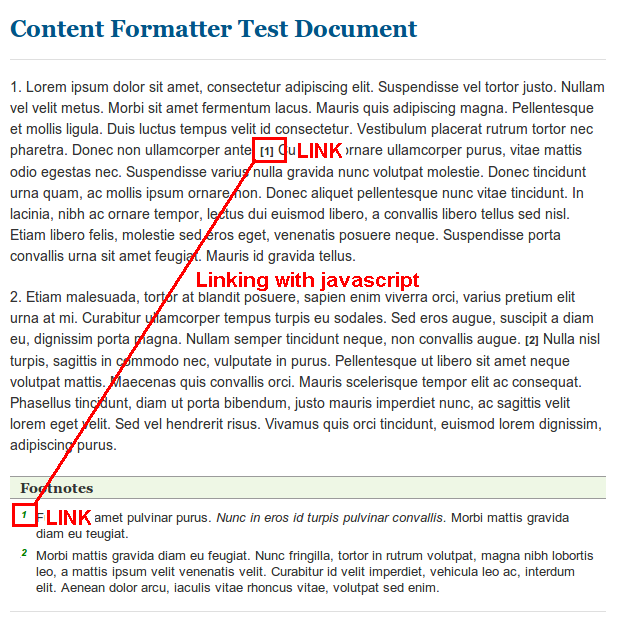 Content Formatter Test Document
1. Lorem ipsum dolor sit amet, consectetur adipiscing elit. Suspendisse vel tortor justo. Nullam
vel velit metus. Morbi sit amet fermentum lacus. Mauris quis adipiscing magna. Pellentesque
et mollis ligula. Duis luctus tempus velit id consectetur. Vestibulum placerat rutrum tortor nec
pharetra. Donec non ullamcorper ante. [1] LINK ornare ullamcorper purus, vitae mattis
odio egestas nec. Suspendisse varius nulla gravida nunc volutpat molestie. Donec tincidunt
urna quam, ac mollis ipsum ornare non. Donec aliquet pellentesque nunc vitae tincidunt. In
lacinia, nibh ac ornare tempor, lectus dui euismod libero, a convallis libero tellus sed nisl.
Etiam libero felis, molestie sed eros eget, venenatis posuere neque. Suspendisse porta
convallis urna sit amet feugiat. Mauris id gravida tellus.
Linking with javascript
2. Etiam malesuada, tortor at blandit posuere, sapien enim viverra orci, varius pretium elit
urna at mi. Curabitur ullamcorper tempus turpis eu sodales. Sed eros augue, suscipit a diam
eu, dignissim porta magna. Nullam semper tincidunt neque, non convallis augue. [2] Nulla nisl
turpis, sagittis in commodo nec, vulputate in purus. Pellentesque ut libero sit amet neque
volutpat mattis. Maecenas quis convallis orci. Mauris scelerisque tempor elit ac consequat.
Phasellus tincidunt, diam ut porta bibendum, justo mauris imperdiet nunc, ac sagittis velit
lorem eget velit. Sed vel hendrerit risus. Vivamus quis orci tincidunt, euismod lorem dignissim,
adipiscing purus.
Footnotes
1 LINK amet pulvinar purus. Nunc in eros id turpis pulvinar convallis. Morbi mattis gravida
diam eu feugiat.
2 Morbi mattis gravida diam eu feugiat. Nunc fringilla, tortor in rutrum volutpat, magna nibh lobortis
leo, a mattis ipsum velit venenatis velit. Curabitur id velit imperdiet, vehicula leo ac, interdum
elit. Aenean dolor arcu, iaculis vitae rhoncus vitae, volutpat sed enim.